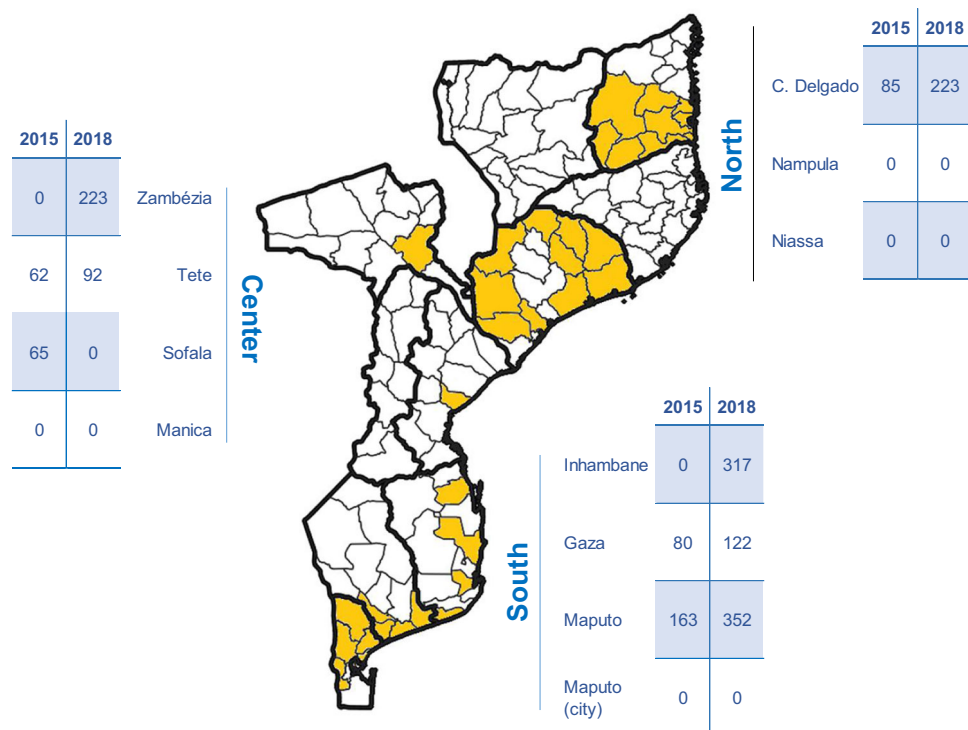 2015 2018
C. Delgado 85 223
Nampula 0 0
Niassa 0 0
North
2015 2018
0 223 Zambézia
62 92 Tete
65 0 Sofala
0 0 Manica
Center
2015 2018
Inhambane 0 317
Gaza 80 122
Maputo 163 352
Maputo
(city) 0 0
South